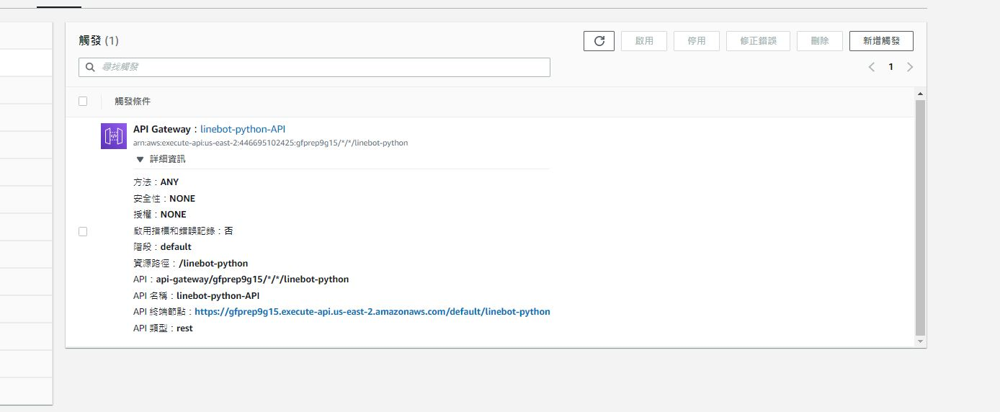 觸發 (1)
啟用
停用
修正錯誤
刪除
新增觸發
尋找觸發
1
觸發條件
API Gateway：linebot-python-API
arn:aws:execute-api:us-east-2:446695102425:gfprep9g15/*/*/linebot-python
▼ 詳細資訊
方法：ANY
安全性：NONE
授權：NONE
啟用指標和錯誤記錄：否
階段：default
資源路徑：/linebot-python
API：api-gateway/gfprep9g15/*/*/linebot-python
API 名稱：linebot-python-API
API 終端節點：https://gfprep9g15.execute-api.us-east-2.amazonaws.com/default/linebot-python
API 類型：rest